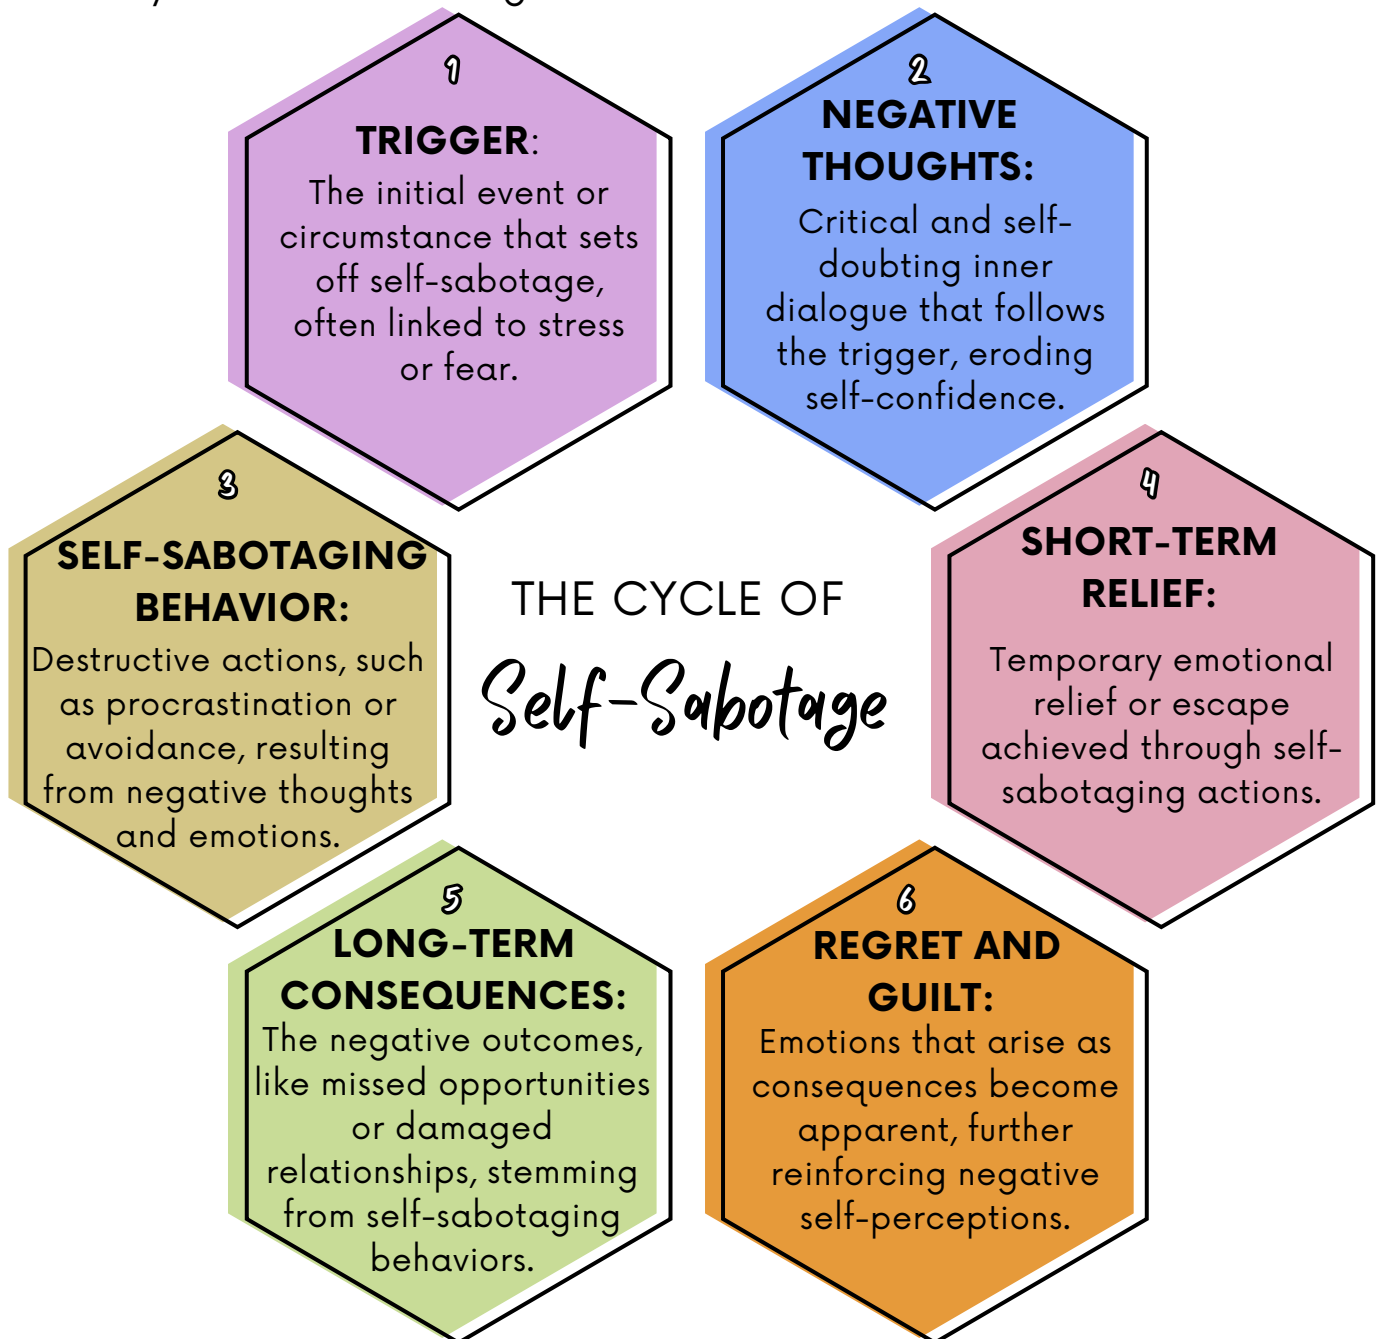 1
TRIGGER:
The initial event or
circumstance that sets
off self-sabotage,
often linked to stress
or fear.
2
NEGATIVE
THOUGHTS:
Critical and self-
doubting inner
dialogue that follows
the trigger, eroding
self-confidence.
3
SELF-SABOTAGING
BEHAVIOR:
Destructive actions, such
as procrastination or
avoidance, resulting
from negative thoughts
and emotions.
THE CYCLE OF
Self-Sabotage
4
SHORT-TERM
RELIEF:
Temporary emotional
relief or escape
achieved through self-
sabotaging actions.
5
LONG-TERM
CONSEQUENCES:
The negative outcomes,
like missed opportunities
or damaged
relationships, stemming
from self-sabotaging
behaviors.
6
REGRET AND
GUILT:
Emotions that arise as
consequences become
apparent, further
reinforcing negative
self-perceptions.